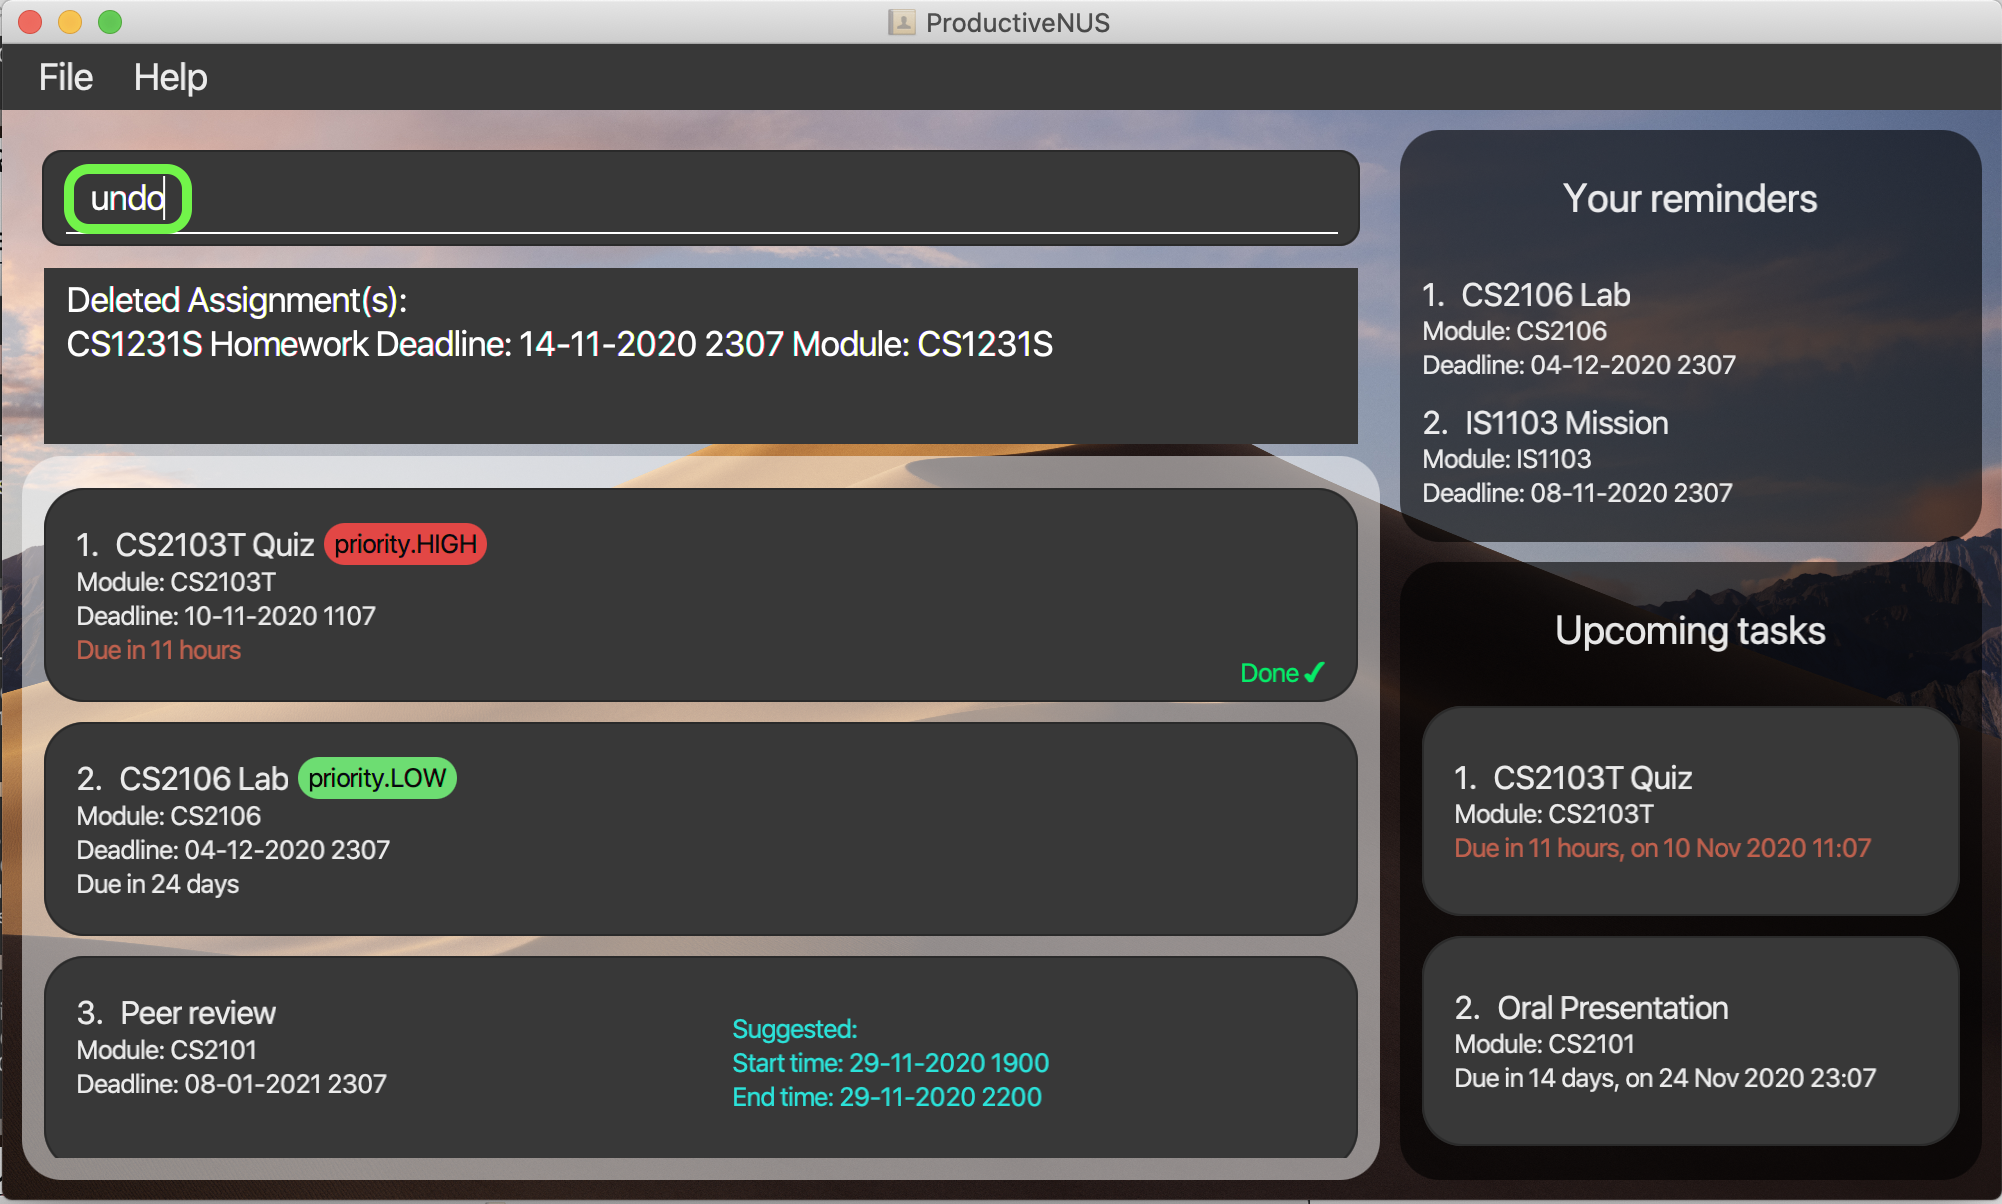 ProductiveNUS
File Help
undo
Deleted Assignment(s):
CS1231S Homework Deadline: 14-11-2020 2307 Module: CS1231S
1. CS2103T Quiz priority.HIGH
Module: CS2103T
Deadline: 10-11-2020 1107
Due in 11 hours
Done ✓
2. CS2106 Lab priority.LOW
Module: CS2106
Deadline: 04-12-2020 2307
Due in 24 days
3. Peer review
Module: CS2101
Deadline: 08-01-2021 2307
Suggested:
Start time: 29-11-2020 1900
End time: 29-11-2020 2200
Your reminders
1. CS2106 Lab
Module: CS2106
Deadline: 04-12-2020 2307
2. IS1103 Mission
Module: IS1103
Deadline: 08-11-2020 2307
Upcoming tasks
1. CS2103T Quiz
Module: CS2103T
Due in 11 hours, on 10 Nov 2020 11:07
2. Oral Presentation
Module: CS2101
Due in 14 days, on 24 Nov 2020 23:07